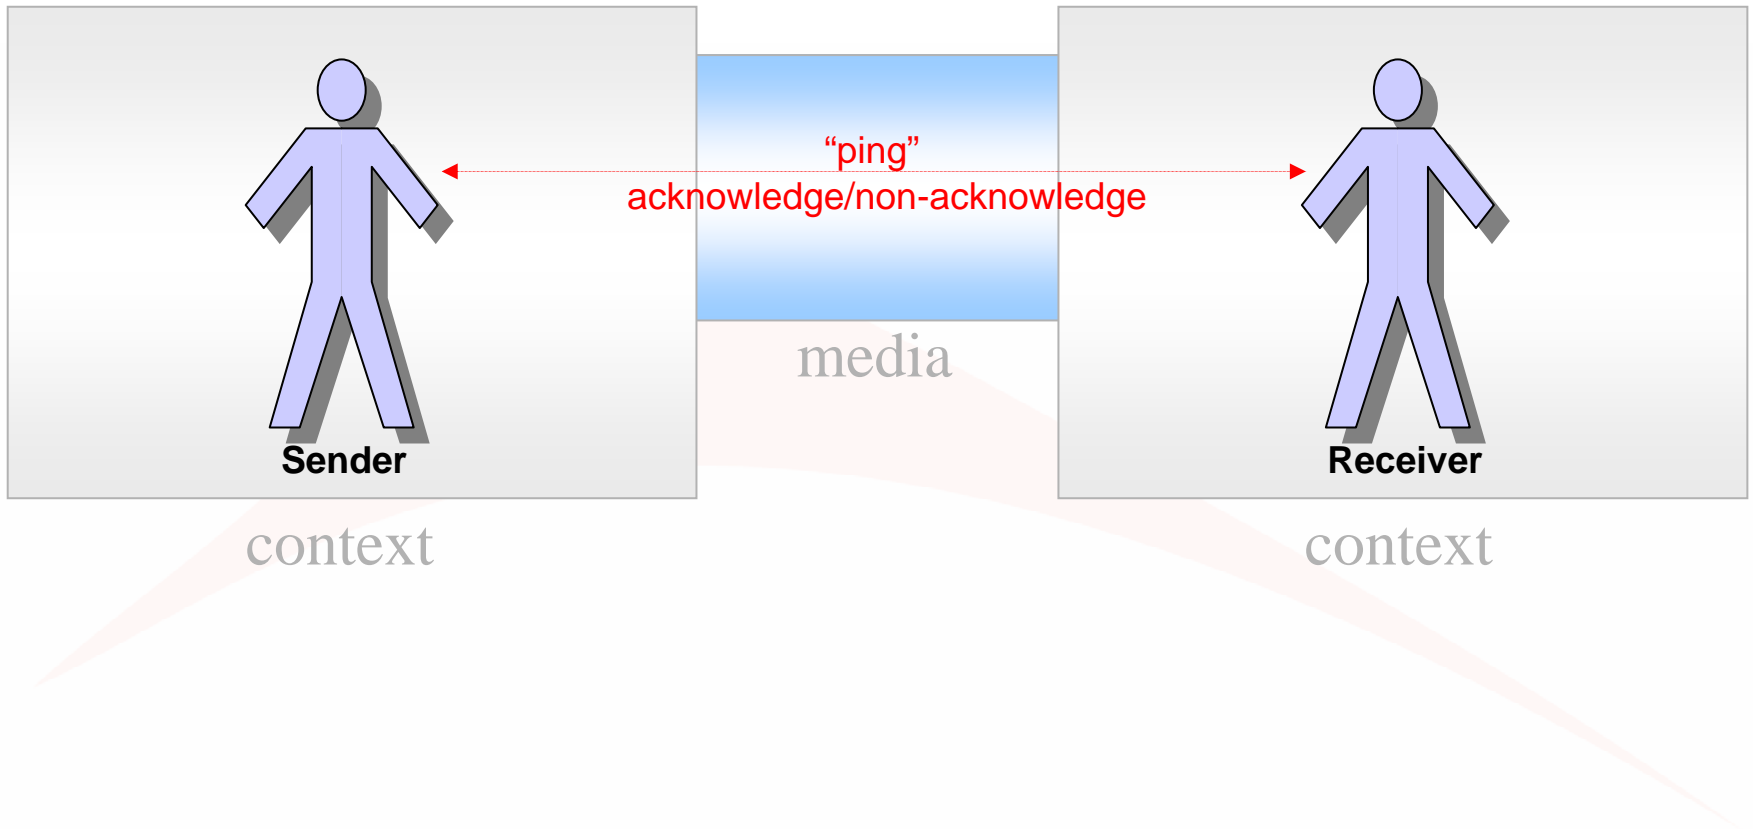 “ping”
acknowledge/non-acknowledge
media
Sender
Receiver
context
context